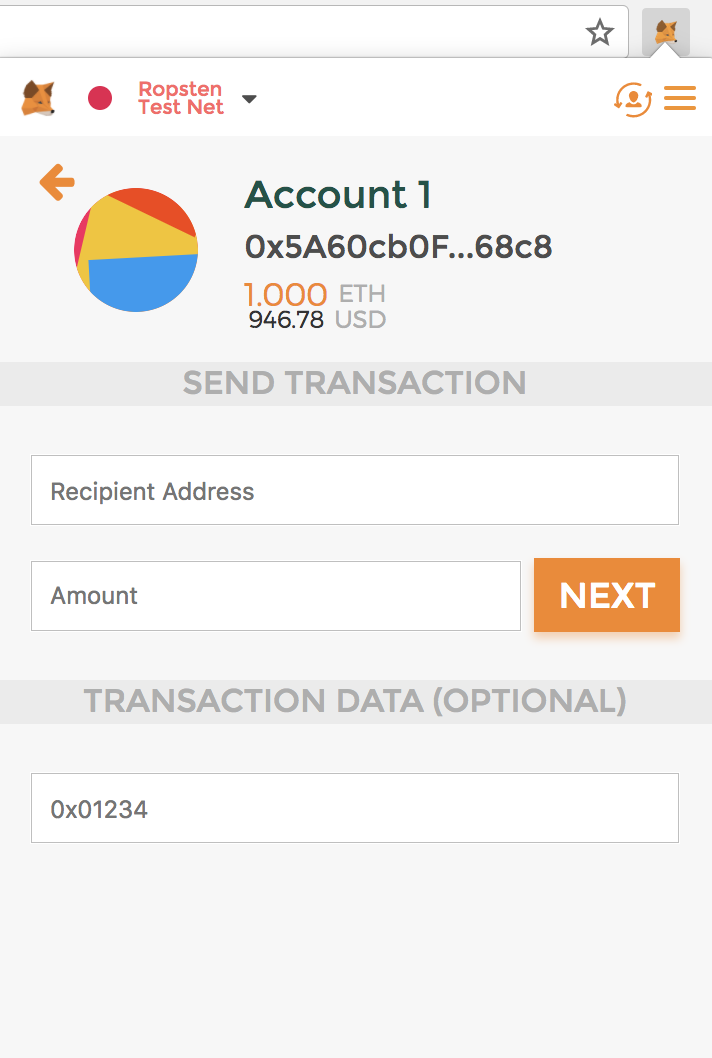 Ropsten
Test Net
Account 1
0x5A60cb0F...68c8
1.000 ETH
946.78 USD
SEND TRANSACTION
Recipient Address
Amount
NEXT
TRANSACTION DATA (OPTIONAL)
0x01234